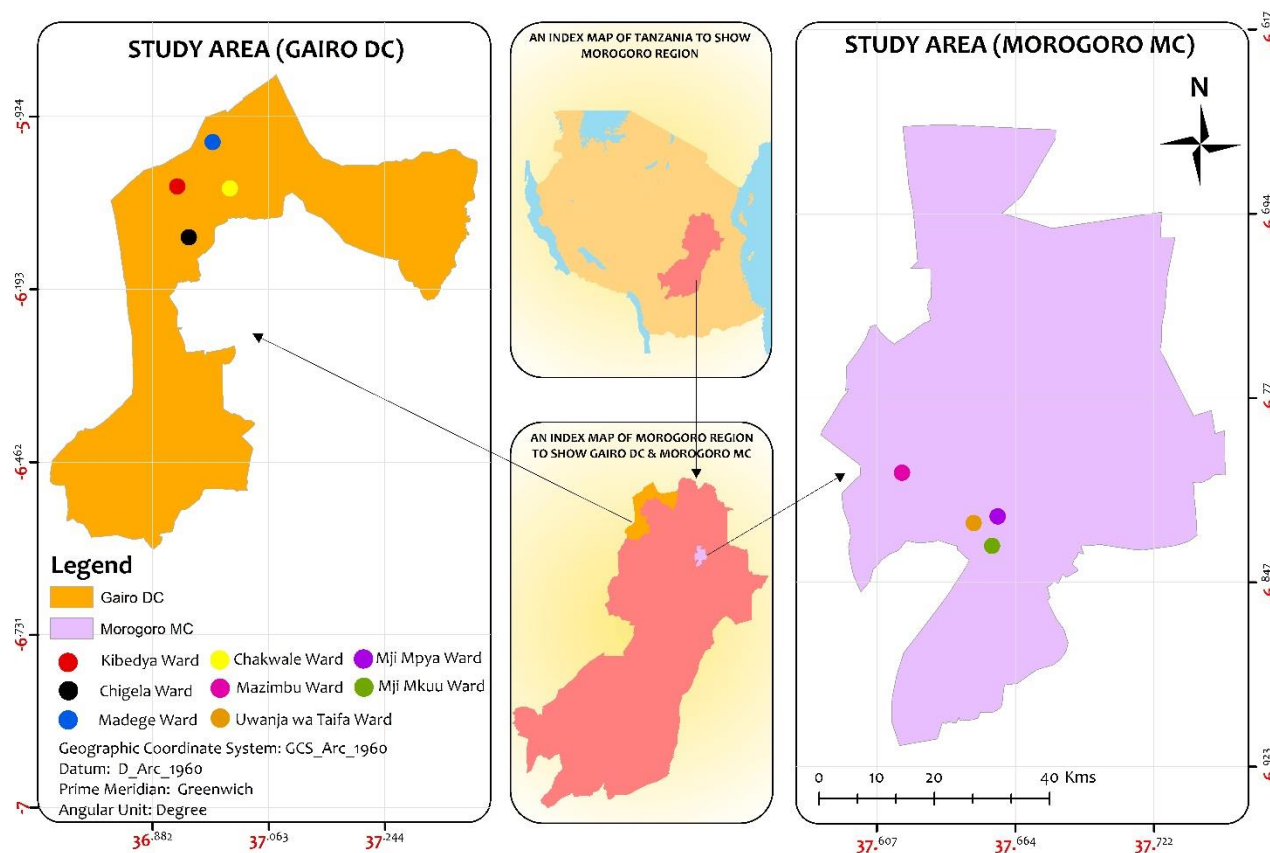 STUDY AREA (GAIRO DC)
-5.924
-6.193
-6.462
-6.731
-7
36.882
37.063
37.244
Legend
Gairo DC
Morogoro MC
Kibedya Ward
Chakwale Ward
Mji Mpya Ward
Chigela Ward
Mazimbu Ward
Mji Mkuu Ward
Madege Ward
Uwanja wa Taifa Ward
Geographic Coordinate System: GCS_Arc_1960
Datum: D_Arc_1960
Prime Meridian: Greenwich
Angular Unit: Degree
AN INDEX MAP OF TANZANIA TO SHOW
MOROGORO REGION
AN INDEX MAP OF MOROGORO REGION
TO SHOW GAIRO DC & MOROGORO MC
STUDY AREA (MOROGORO MC)
N
6.617
6.694
6.77
6.847
6.923
0 10 20 40 Kms
37.607
37.664
37.722